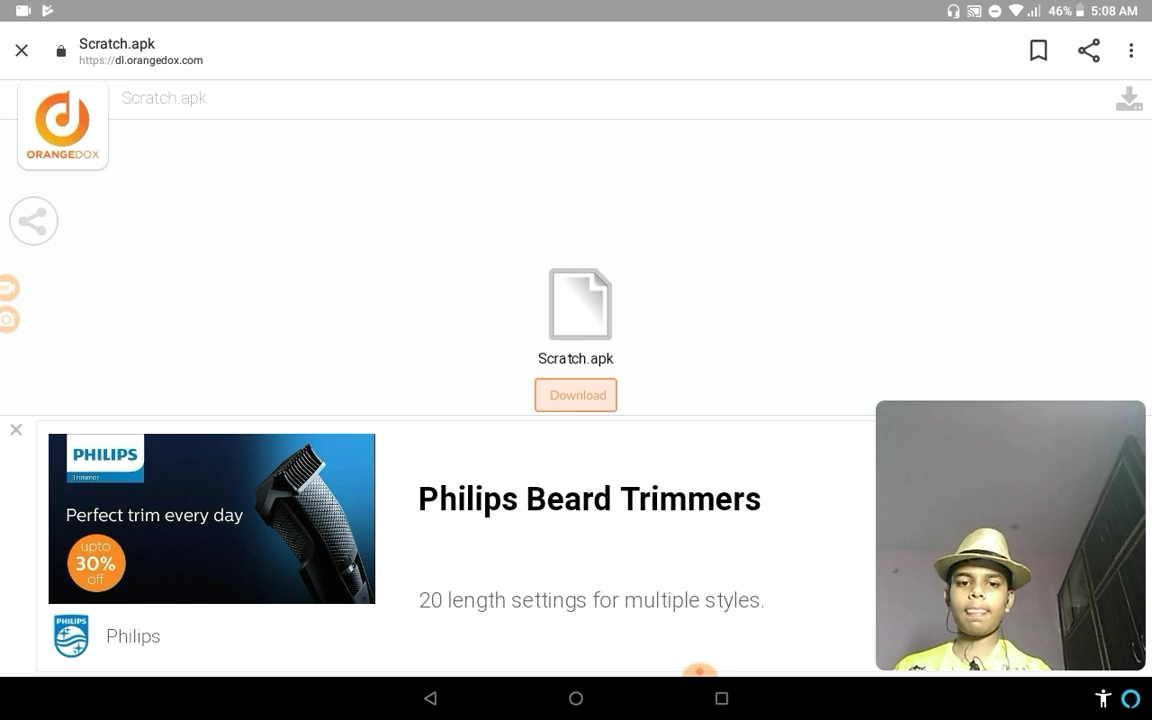 46% 5:08 AM
Scratch.apk
https://dl.orangedox.com
Scratch.apk
ORANGEDOX
Scratch.apk
Download
PHILIPS
Trimmer
Perfect trim every day
upto
30%
off
Philips Beard Trimmers
20 length settings for multiple styles.
PHILIPS
Philips